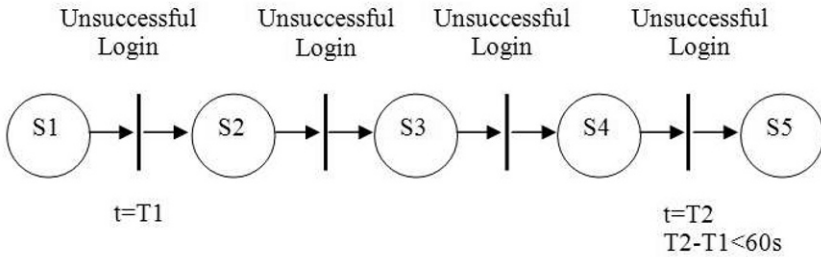 Unsuccessful
Login
Unsuccessful
Login
Unsuccessful
Login
Unsuccessful
Login
S1
S2
S3
S4
S5
t=T1
t=T2
T2-T1<60s